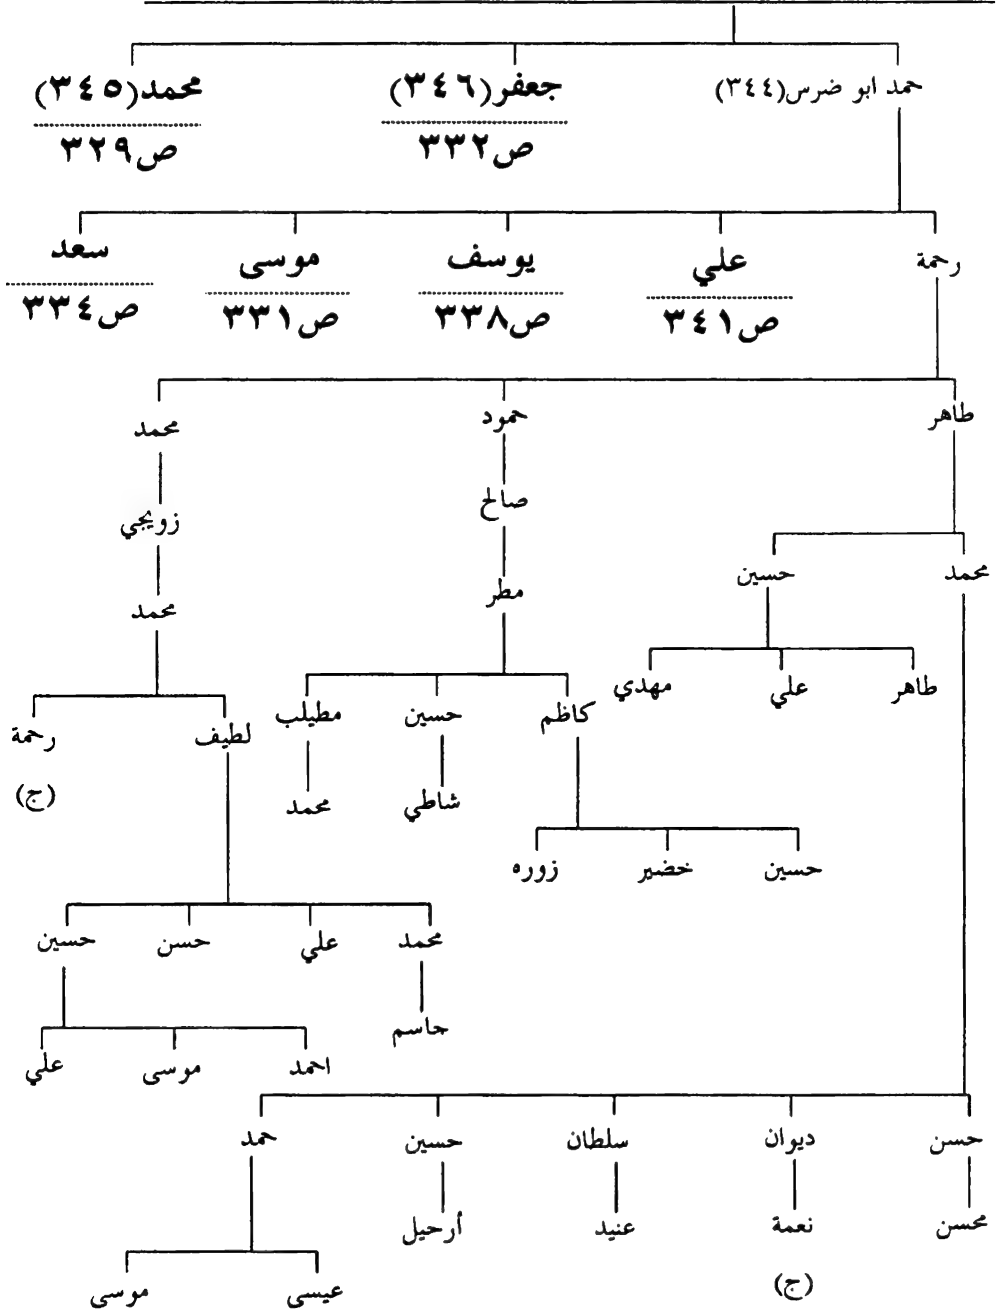 حمد ابو ضرس(٣٤٤) جعفر(٣٤٦) محمد(٣٤٥)
ص٣٣٢ ص٣٢٩
رحمة علي يوسف موسى سعد
ص٣٤١ ص٣٣٨ ص٣٣١ ص٣٣٤
طاهر حمود محمد
صالح زويجي
محمد حسين مطر محمد
طاهر علي مهدي
كاظم حسين مطيلب لطيف رحمة
شاطي محمد (ج)
حسين خضير زوره
محمد علي حسن حسين
جاسم
احمد موسى علي
حسن ديوان سلطان حسين حمد
محسن نعمة عنيد أرحيل
(ج) عيسى موسى